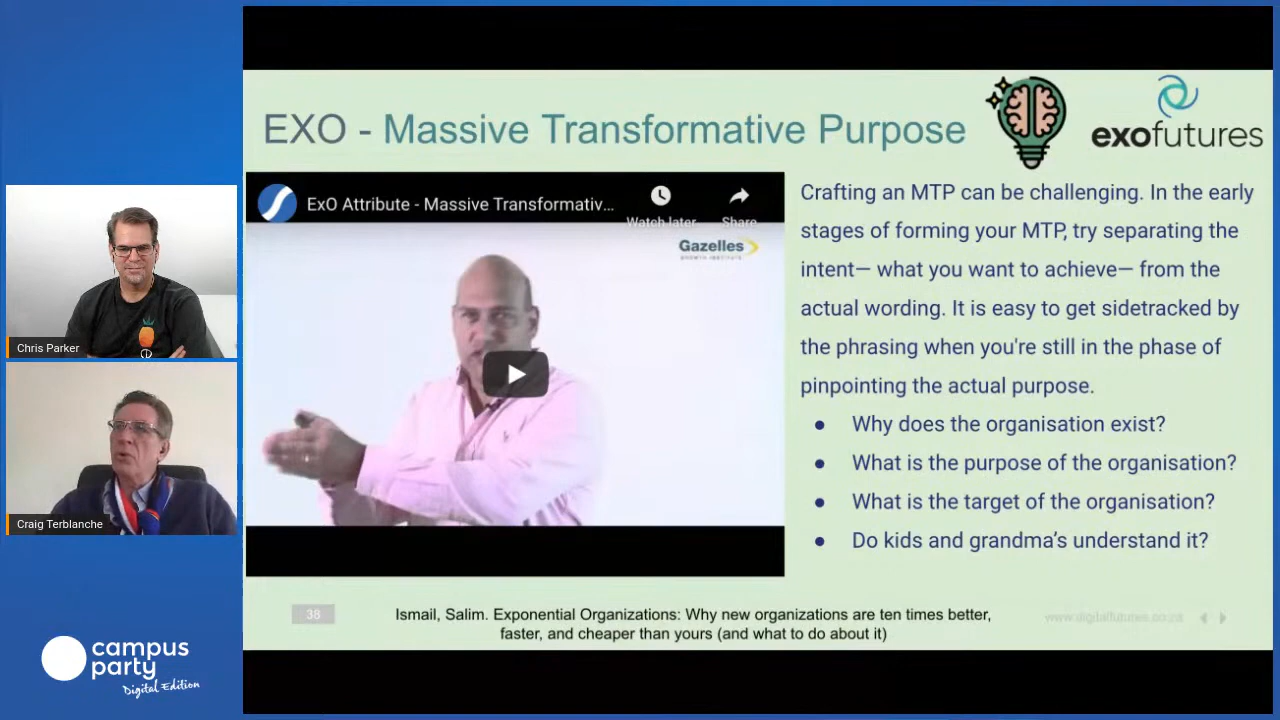 EXO - Massive Transformative Purpose
exofutures
ExO Attribute - Massive Transformativ...
Watch later
Share
Gazelles
Crafting an MTP can be challenging. In the early
stages of forming your MTP, try separating the
intent— what you want to achieve— from the
actual wording. It is easy to get sidetracked by
the phrasing when you're still in the phase of
pinpointing the actual purpose.
● Why does the organisation exist?
● What is the purpose of the organisation?
● What is the target of the organisation?
● Do kids and grandma’s understand it?
Chris Parker
Craig Terblanche
38
Ismail, Salim. Exponential Organizations: Why new organizations are ten times better,
faster, and cheaper than yours (and what to do about it)
www.digitalfutures.co.za
campus
party
Digital Edition